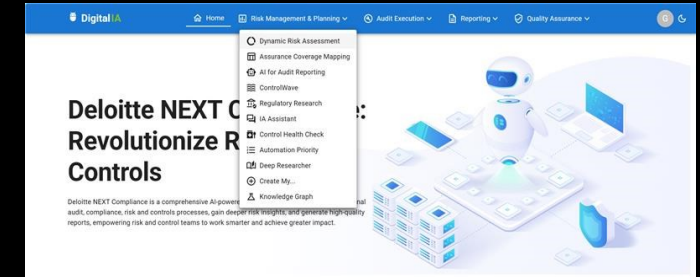 Digital IA
Home
Risk Management & Planning
Audit Execution
Reporting
Quality Assurance
G
Dynamic Risk Assessment
Assurance Coverage Mapping
AI for Audit Reporting
ControlWave
Regulatory Research
IA Assistant
Control Health Check
Automation Priority
Deep Researcher
Create My...
Knowledge Graph
Deloitte NEXT C e:
Revolutionize R
Controls
Deloitte NEXT Compliance is a comprehensive AI-powere nal
audit, compliance, risk and controls processes, gain deeper risk insights, and generate high-quality
reports, empowering risk and control teams to work smarter and achieve greater impact.